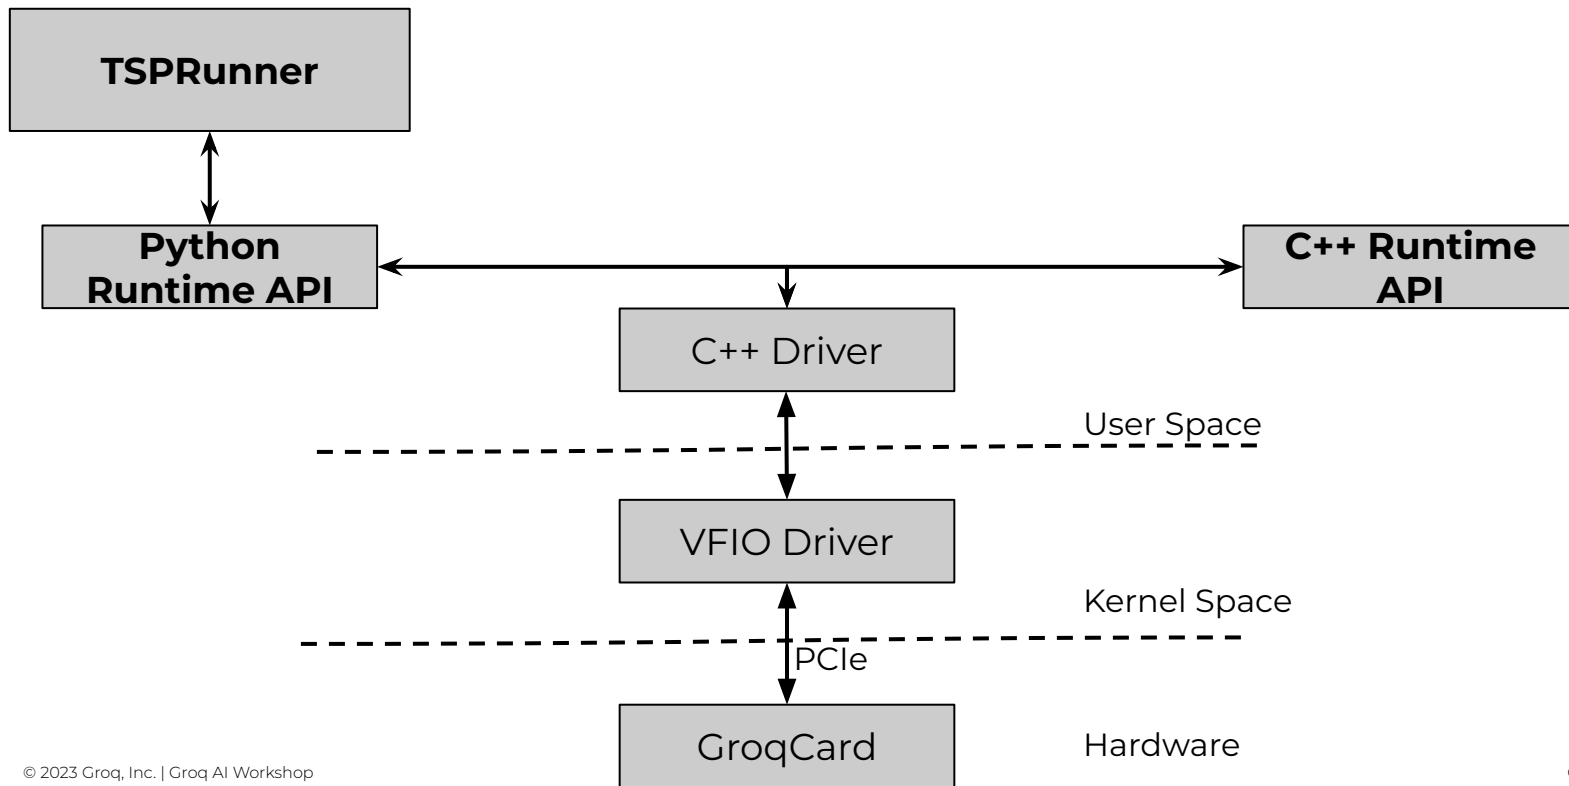 TSPRunner
Python
Runtime API
C++ Runtime
API
C++ Driver
User Space
VFIO Driver
Kernel Space
PCIe
GroqCard
Hardware
© 2023 Groq, Inc. | Groq AI Workshop